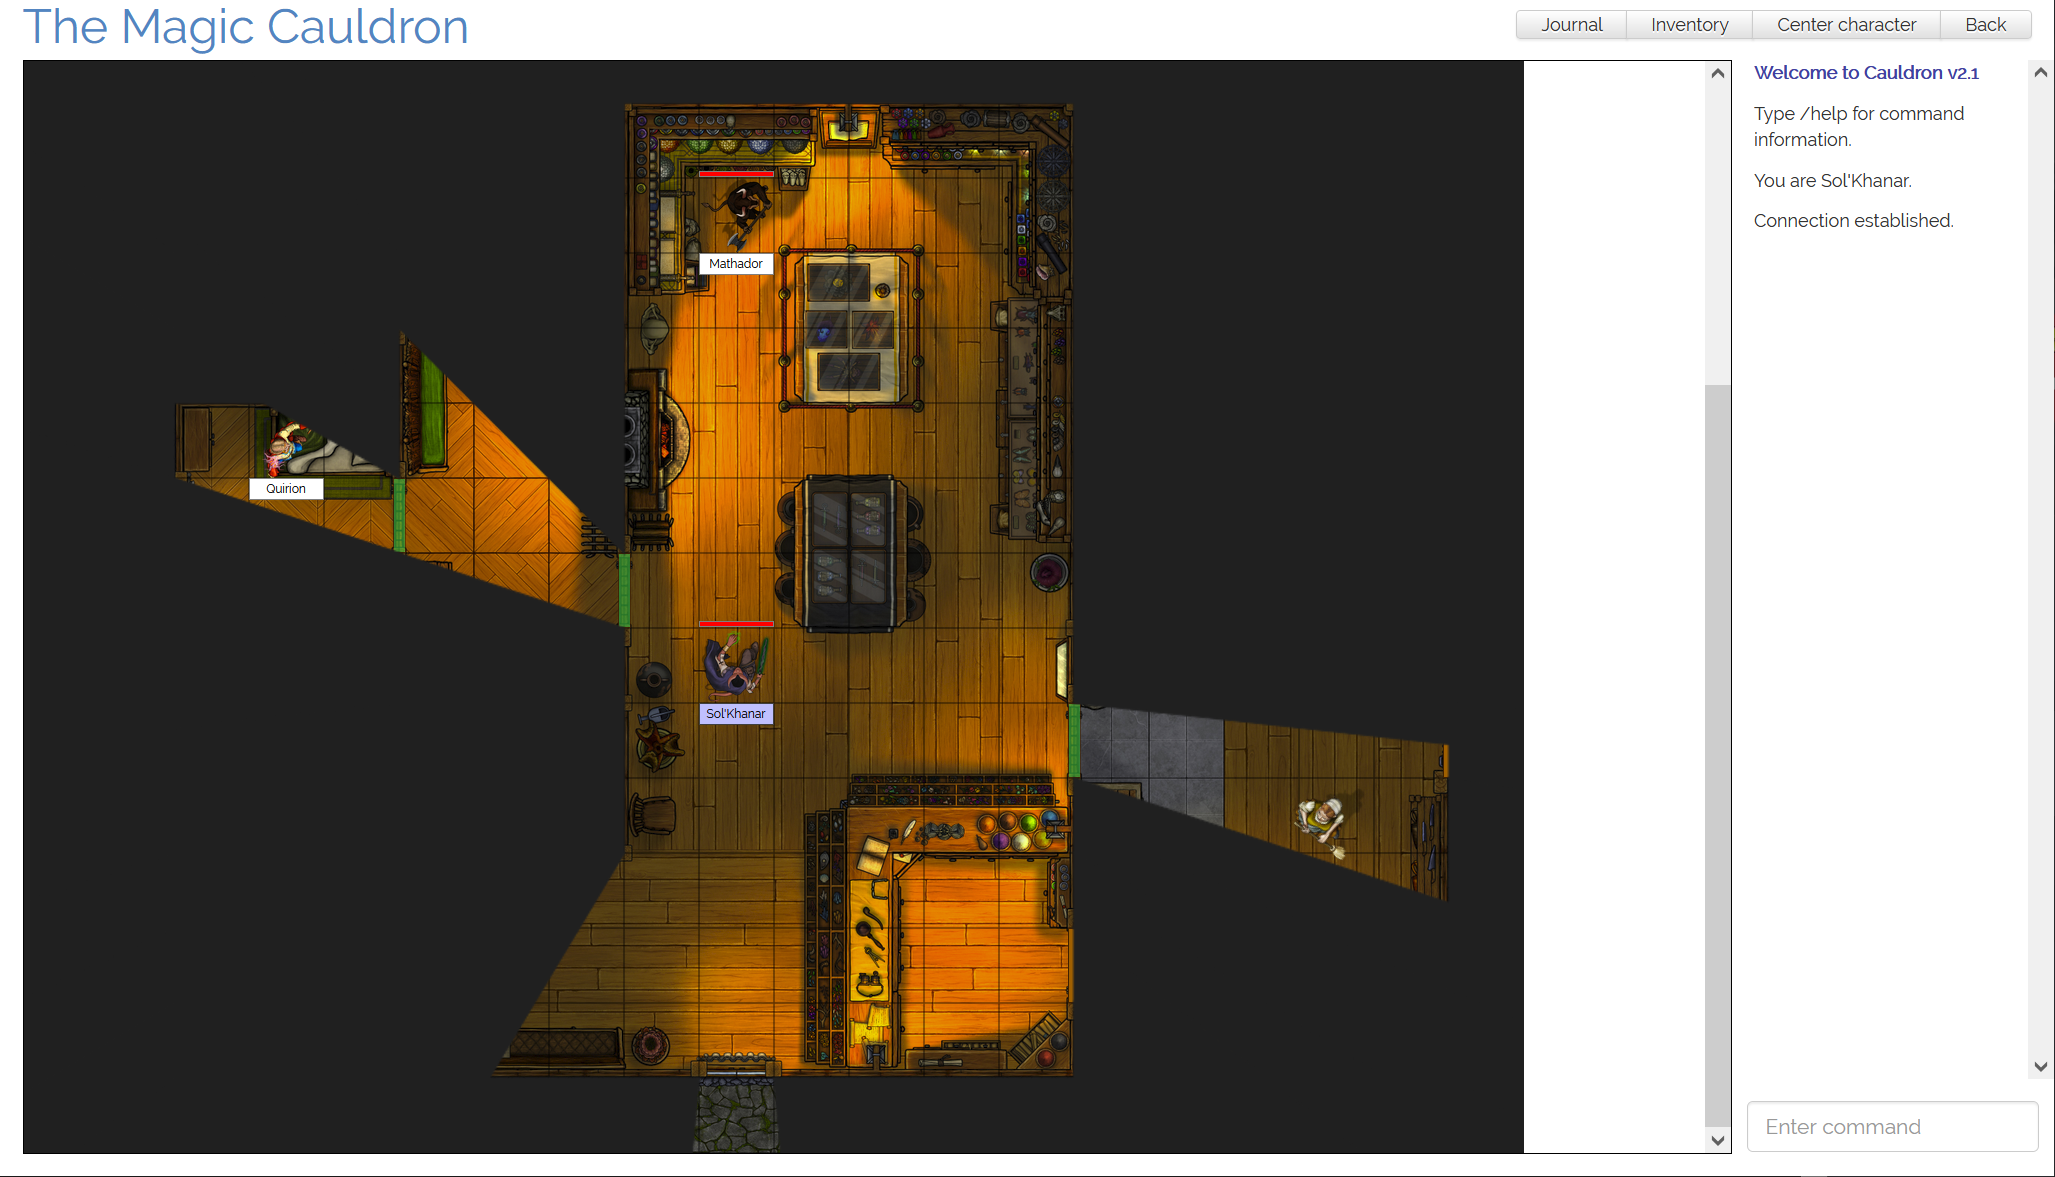 The Magic Cauldron
Journal
Inventory
Center character
Back
Welcome to Cauldron v2.1
Type /help for command
information.
You are Sol'Khanar.
Connection established.
Mathador
Quirion
Sol'Khanar
Enter command